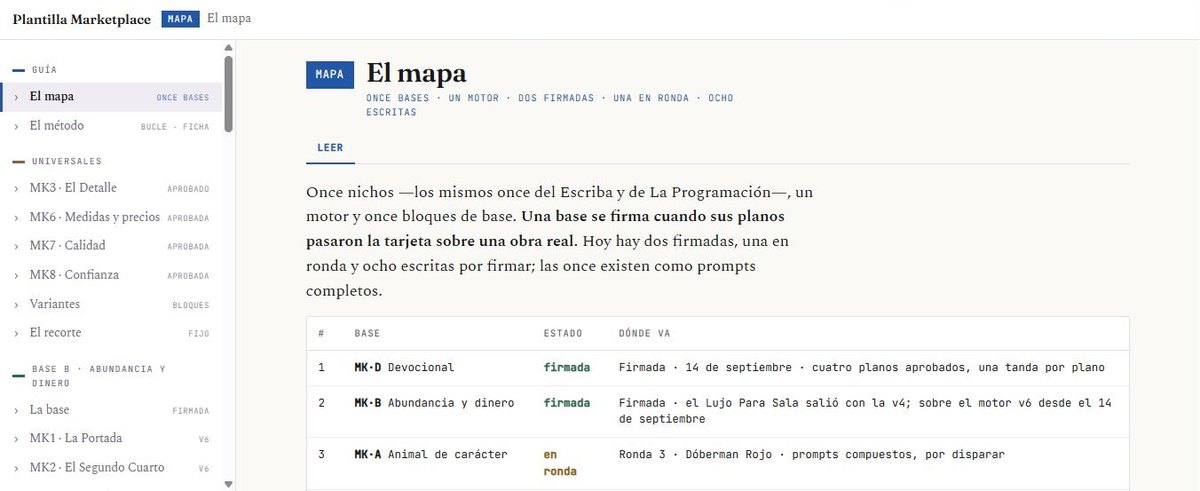 Plantilla Marketplace MAPA El mapa
GUÍA
› El mapa ONCE BASES
› El método BUCLE · FICHA
UNIVERSALES
› MK3 · El Detalle APROBADO
› MK6 · Medidas y precios APROBADA
› MK7 · Calidad APROBADA
› MK8 · Confianza APROBADA
› Variantes BLOQUES
› El recorte FIJO
BASE B · ABUNDANCIA Y
DINERO
› La base FIRMADA
› MK1 · La Portada V6
› MK2 · El Segundo Cuarto V6
MAPA El mapa
ONCE BASES · UN MOTOR · DOS FIRMADAS · UNA EN RONDA · OCHO
ESCRITAS
LEER
Once nichos —los mismos once del Escriba y de La Programación—, un
motor y once bloques de base. Una base se firma cuando sus planos
pasaron la tarjeta sobre una obra real. Hoy hay dos firmadas, una en
ronda y ocho escritas por firmar; las once existen como prompts
completos.
# BASE ESTADO DÓNDE VA
1 MK·D Devocional firmada Firmada · 14 de septiembre · cuatro planos aprobados, una tanda por plano
2 MK·B Abundancia y dinero firmada Firmada · el Lujo Para Sala salió con la v4; sobre el motor v6 desde el 14
de septiembre
3 MK·A Animal de carácter en Ronda 3 · Dóberman Rojo · prompts compuestos, por disparar
ronda